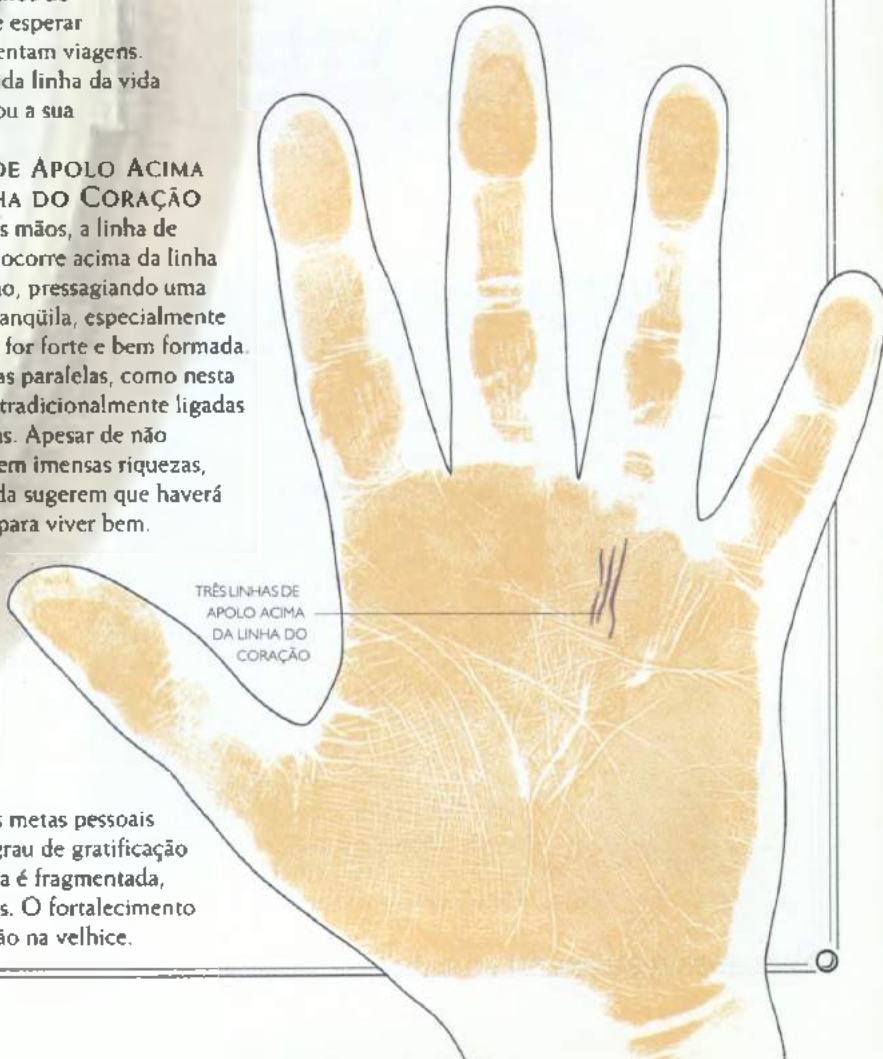 e esperar
entam viagens.
da linha da vida
ou a sua
DE APOLO ACIMA
HA DO CORAÇÃO
s mãos, a linha de
ocorre acima da linha
o, pressagiando uma
anqüila, especialmente
for forte e bem formada.
as paralelas, como nesta
tradicionalmente ligadas
as. Apesar de não
em imensas riquezas,
da sugerem que haverá
para viver bem.
TRÊS LINHAS DE
APOLO ACIMA
DA LINHA DO
CORAÇÃO
s metas pessoais
grau de gratificação
a é fragmentada,
s. O fortalecimento
ão na velhice.